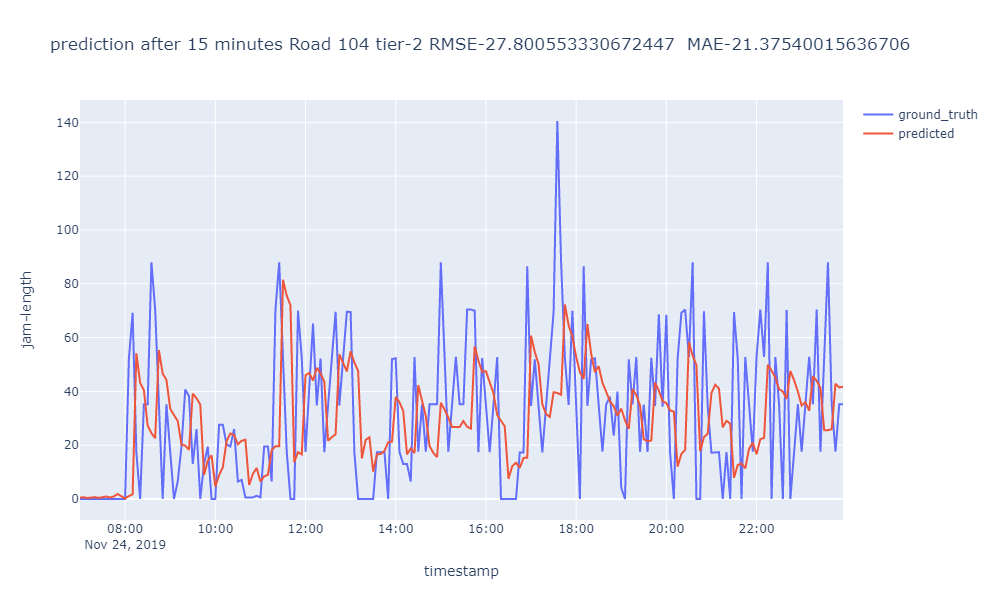 prediction after 15 minutes Road 104 tier-2 RMSE-27.800553330672447  MAE-21.37540015636706
ground_truth
predicted
140
120
100
80
60
40
20
0
jam-length
08:00 10:00 12:00 14:00 16:00 18:00 20:00 22:00
Nov 24, 2019
timestamp